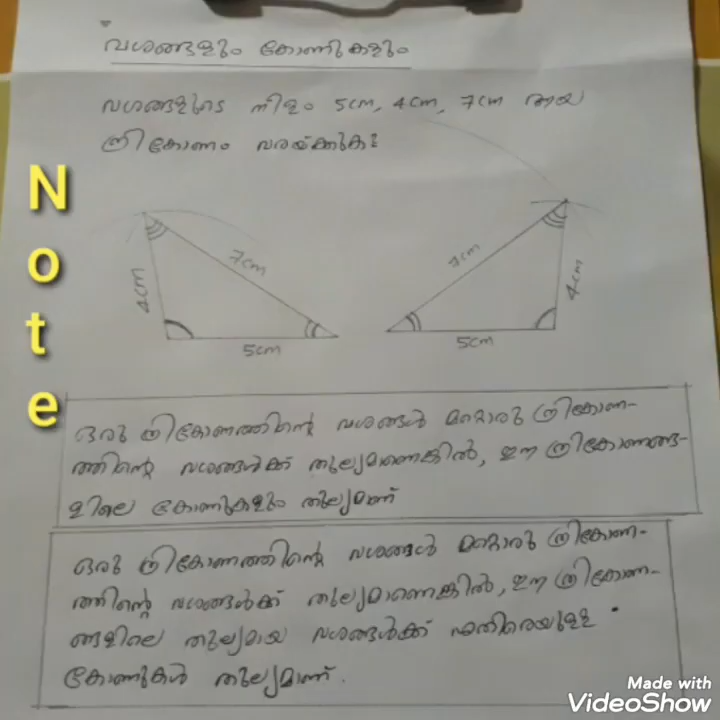 വശങ്ങളും കോണുകളും
വശങ്ങളുടെ നീളം 5cm, 4cm, 7cm ആയ
ത്രികോണം വരയ്ക്കുക:
Note
4cm
7cm
5cm
7cm
4cm
5cm
ഒരു ത്രികോണത്തിന്റെ വശങ്ങൾ മറ്റൊരു ത്രികോണ-
ത്തിന്റെ വശങ്ങൾക്ക് തുല്യമാണെങ്കിൽ, ഈ ത്രികോണങ്ങ-
ളിലെ കോണുകളും തുല്യമാണ്
ഒരു ത്രികോണത്തിന്റെ വശങ്ങൾ മറ്റൊരു ത്രികോണ-
ത്തിന്റെ വശങ്ങൾക്ക് തുല്യമാണെങ്കിൽ, ഈ ത്രികോണ-
ങ്ങളിലെ തുല്യമായ വശങ്ങൾക്ക് എതിരെയുള്ള
കോണുകൾ തുല്യമാണ്.
Made with
VideoShow